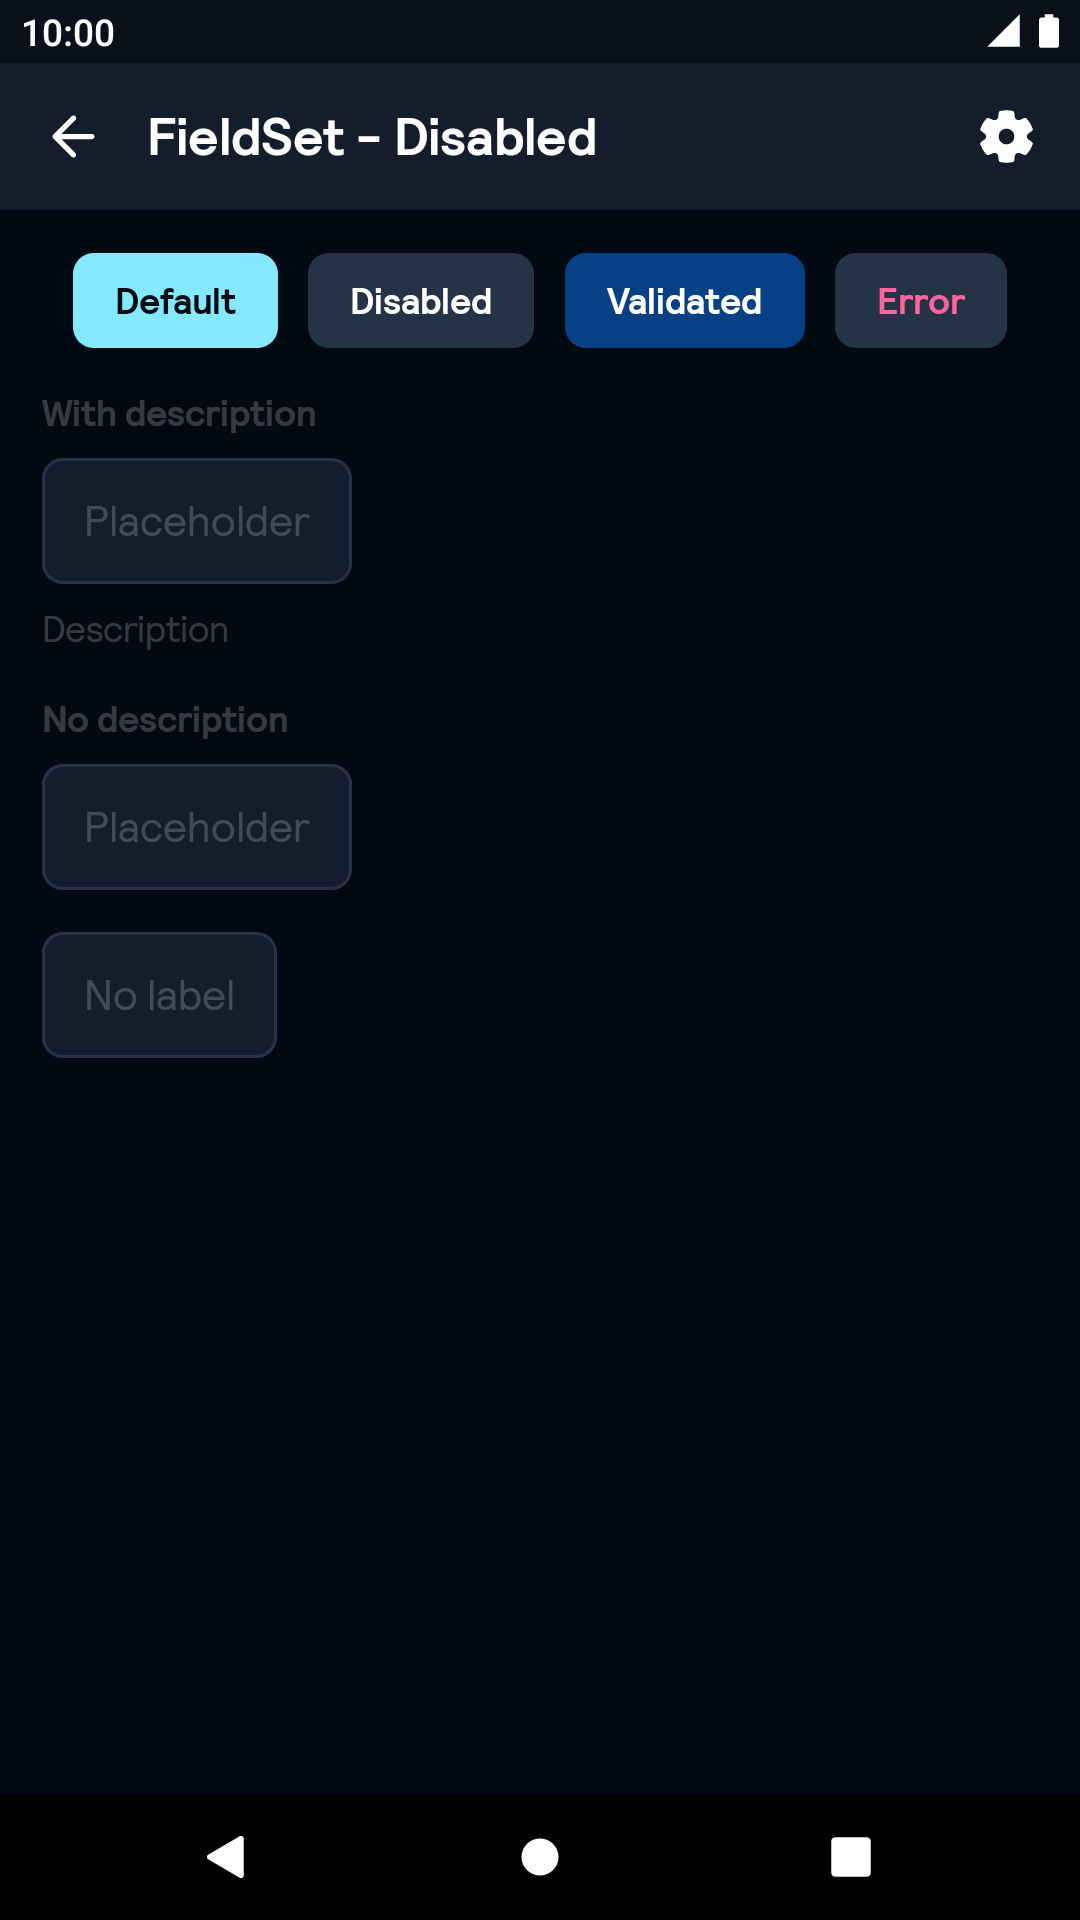 10:00
FieldSet - Disabled
Default Disabled Validated Error
With description
Placeholder
Description
No description
Placeholder
No label